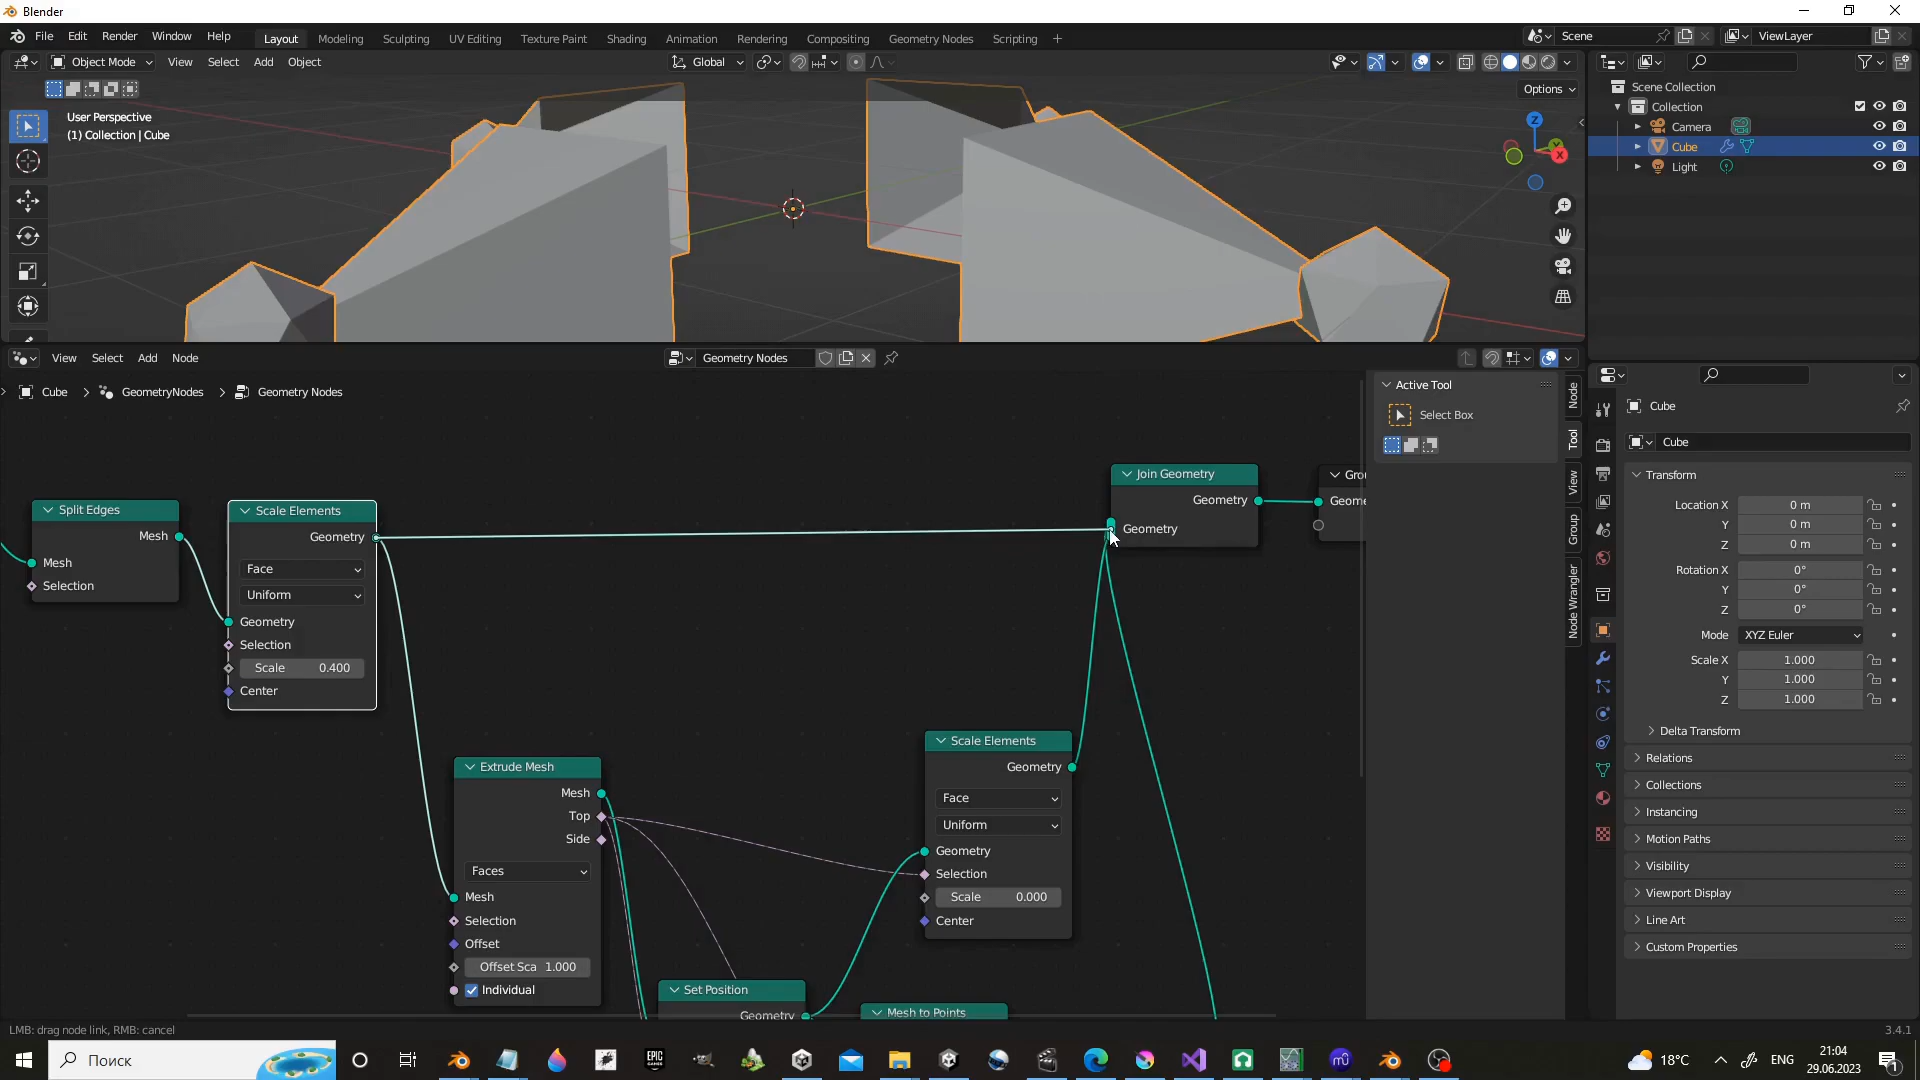 Blender
File Edit Render Window Help
Layout Modeling Sculpting UV Editing Texture Paint Shading Animation Rendering Compositing Geometry Nodes Scripting +
Scene
ViewLayer
Object Mode View Select Add Object
Global
Options
User Perspective
(1) Collection | Cube
Z
X
Scene Collection
Collection
Camera
Cube
Light
View Select Add Node
Geometry Nodes
Cube > GeometryNodes > Geometry Nodes
Split Edges
Mesh
Mesh
Selection
Scale Elements
Geometry
Face
Uniform
Geometry
Selection
Scale 0.400
Center
Extrude Mesh
Mesh
Top
Side
Faces
Mesh
Selection
Offset
Offset Sca 1.000
Individual
Set Position
Geometry
Mesh to Points
Scale Elements
Geometry
Face
Uniform
Geometry
Selection
Scale 0.000
Center
Join Geometry
Geometry
Geometry
Grou
Geome
Active Tool
Select Box
Node
Tool
View
Group
Node Wrangler
Cube
Cube
Transform
Location X 0 m
Y 0 m
Z 0 m
Rotation X 0°
Y 0°
Z 0°
Mode XYZ Euler
Scale X 1.000
Y 1.000
Z 1.000
Delta Transform
Relations
Collections
Instancing
Motion Paths
Visibility
Viewport Display
Line Art
Custom Properties
LMB: drag node link, RMB: cancel
3.4.1
Поиск
EPIC
18°C
ENG
21:04
29.06.2023
1